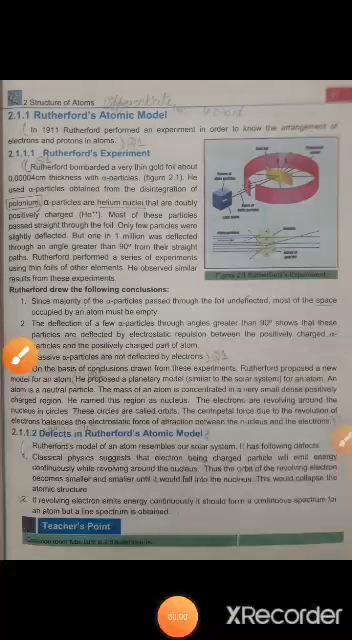 2 Structure of Atoms
2.1.1 Rutherford's Atomic Model
In 1911 Rutherford performed an experiment in order to know the arrangement of
electrons and protons in atoms.
2.1.1.1 Rutherford's Experiment
Rutherford bombarded a very thin gold foil about
0.00004cm in thickness with α-particles. (figure 2.1). He
used α-particles obtained from the disintegration of
polonium. α-particles are helium nuclei that are doubly
positively charged (He⁺⁺). Most of these particles
passed straight through the foil. Only few particles were
slightly deflected. But one in 1 million was deflected
through an angle greater than 90° from their straight
paths. Rutherford performed a series of experiments
using thin foils of other elements. He observed similar
results from these experiments.
Figure 2.1 Rutherford's Experiment
Rutherford drew the following conclusions:
1. Since majority of the α-particles passed through the foil undeflected, most of the space
occupied by an atom must be empty
2. The deflection of a few α-particles through angles greater than 90° shows that these
particles are deflected by electrostatic repulsion between the positively charged α-
particles and the positively charged part of atom.
assive α-particles are not deflected by electrons
On the basis of conclusions drawn from these experiments, Rutherford proposed a new
model for an atom. He proposed a planetary model (similar to the solar system) for an atom. An
atom is a neutral particle. The mass of an atom is concentrated in a very small dense positively
charged region. He named this region as nucleus. The electrons are revolving around the
nucleus in circles. These circles are called orbits. The centripetal force due to the revolution of
electrons balances the electrostatic force of attraction between the nucleus and the electrons
2.1.1.2 Defects in Rutherford's Atomic Model
Rutherford's model of an atom resembles our solar system. It has following defects
1. Classical physics suggests that electron being charged particle will emit energy
continuously while revolving around the nucleus. Thus the orbit of the revolving electron
becomes smaller and smaller until it would fall into the nucleus. This would collapse the
atomic structure
2. If revolving electron emits energy continuously it should form a continuous spectrum for
an atom but a line spectrum is obtained.
Teacher's Point
00:00
XRecorder